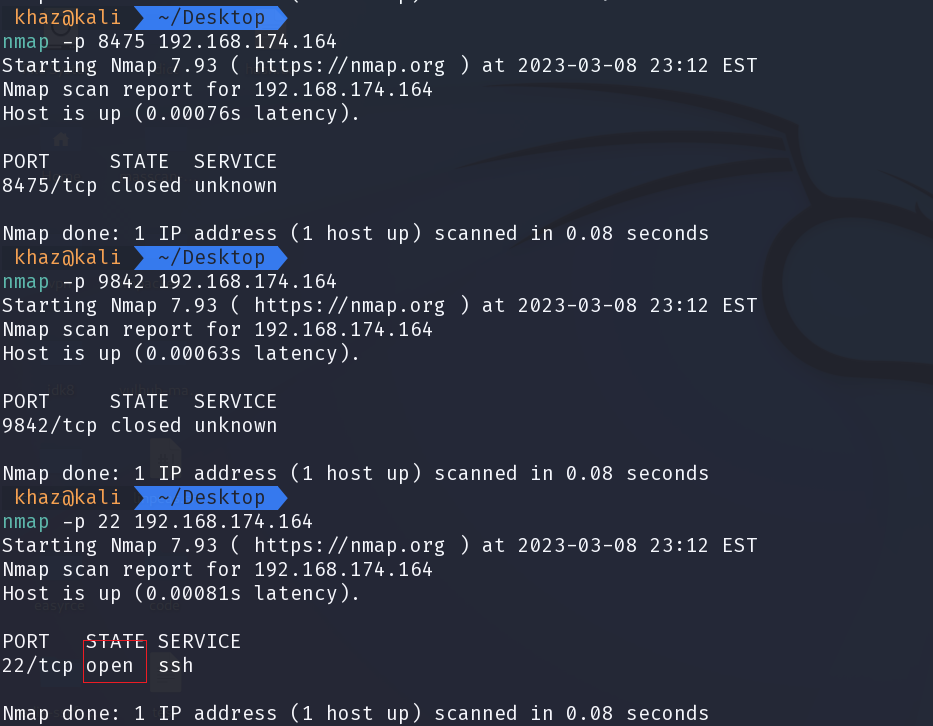 khaz@kali ~/Desktop
nmap -p 8475 192.168.174.164
Starting Nmap 7.93 ( https://nmap.org ) at 2023-03-08 23:12 EST
Nmap scan report for 192.168.174.164
Host is up (0.00076s latency).
PORT     STATE  SERVICE
8475/tcp closed unknown
Nmap done: 1 IP address (1 host up) scanned in 0.08 seconds
khaz@kali ~/Desktop
nmap -p 9842 192.168.174.164
Starting Nmap 7.93 ( https://nmap.org ) at 2023-03-08 23:12 EST
Nmap scan report for 192.168.174.164
Host is up (0.00063s latency).
PORT     STATE  SERVICE
9842/tcp closed unknown
Nmap done: 1 IP address (1 host up) scanned in 0.08 seconds
khaz@kali ~/Desktop
nmap -p 22 192.168.174.164
Starting Nmap 7.93 ( https://nmap.org ) at 2023-03-08 23:12 EST
Nmap scan report for 192.168.174.164
Host is up (0.00081s latency).
PORT   STATE SERVICE
22/tcp open  ssh
Nmap done: 1 IP address (1 host up) scanned in 0.08 seconds